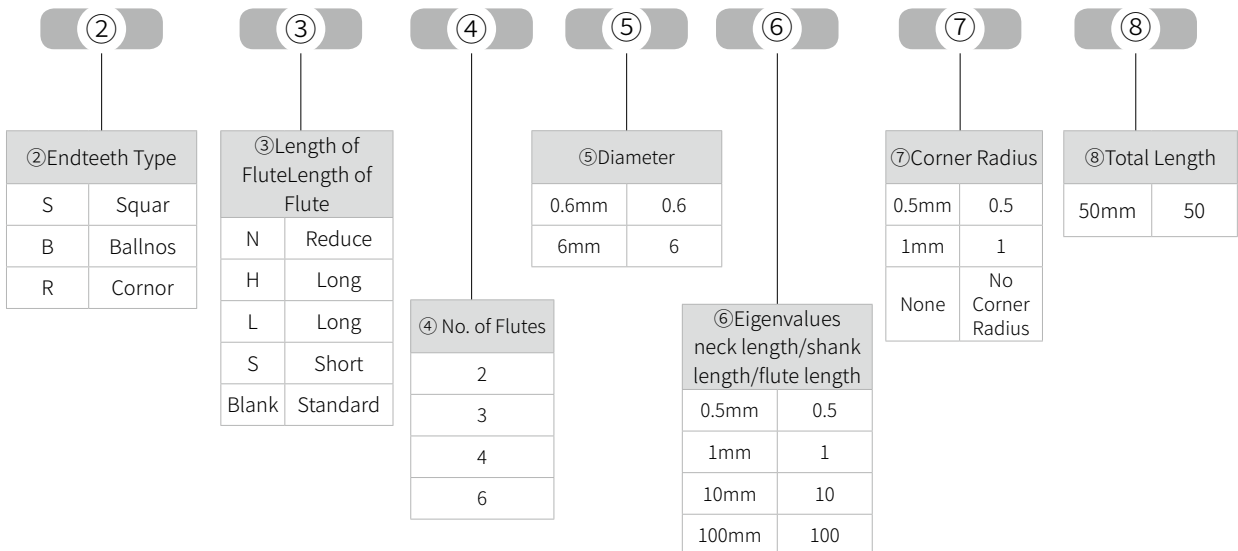 ② ③ ④ ⑤ ⑥ ⑦ ⑧
②Endteeth Type
S Squar
B Ballnos
R Cornor
③Length of
FluteLength of
Flute
N Reduce
H Long
L Long
S Short
Blank Standard
④ No. of Flutes
2
3
4
6
⑤Diameter
0.6mm 0.6
6mm 6
⑥Eigenvalues
neck length/shank
length/flute length
0.5mm 0.5
1mm 1
10mm 10
100mm 100
⑦Corner Radius
0.5mm 0.5
1mm 1
None No
Corner
Radius
⑧Total Length
50mm 50